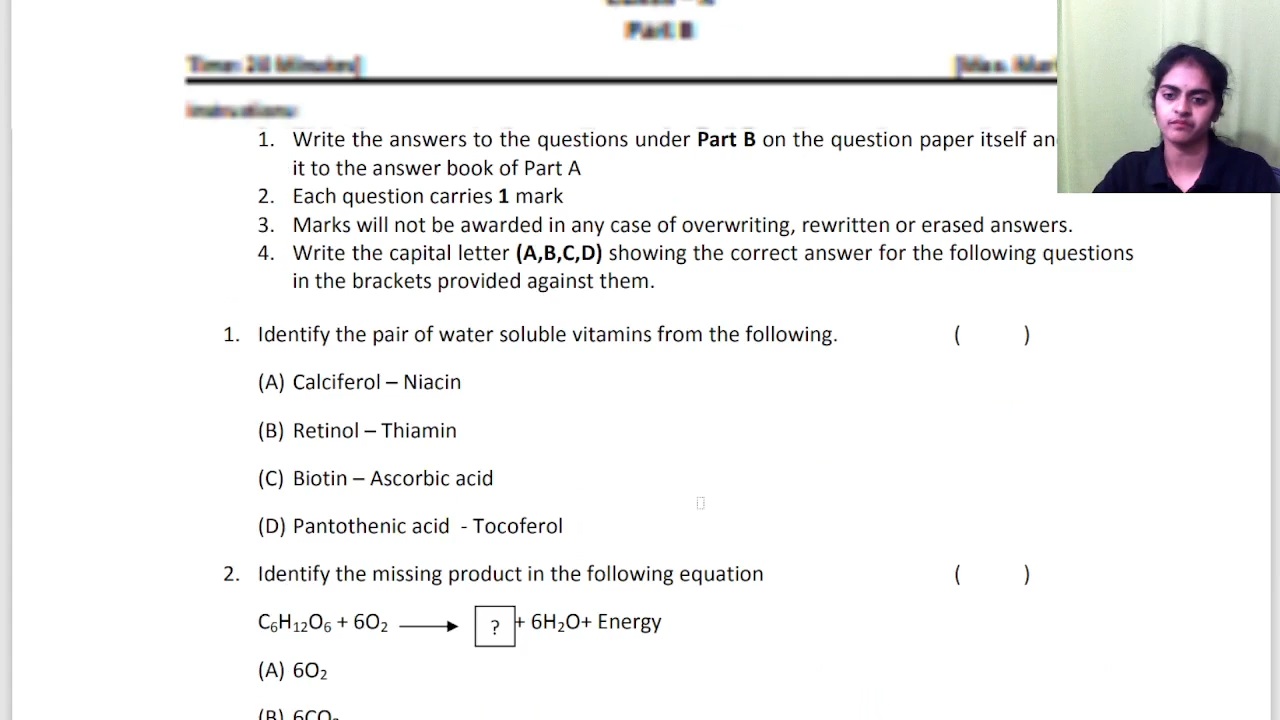 Part B
Time: 20 Minutes]
Instructions:
1. Write the answers to the questions under Part B on the question paper itself an
it to the answer book of Part A
2. Each question carries 1 mark
3. Marks will not be awarded in any case of overwriting, rewritten or erased answers.
4. Write the capital letter (A,B,C,D) showing the correct answer for the following questions
in the brackets provided against them.
1. Identify the pair of water soluble vitamins from the following. ( )
(A) Calciferol – Niacin
(B) Retinol – Thiamin
(C) Biotin – Ascorbic acid
(D) Pantothenic acid - Tocoferol
2. Identify the missing product in the following equation ( )
C₆H₁₂O₆ + 6O₂ ⟶ ? + 6H₂O+ Energy
(A) 6O₂
(B) 6CO₂